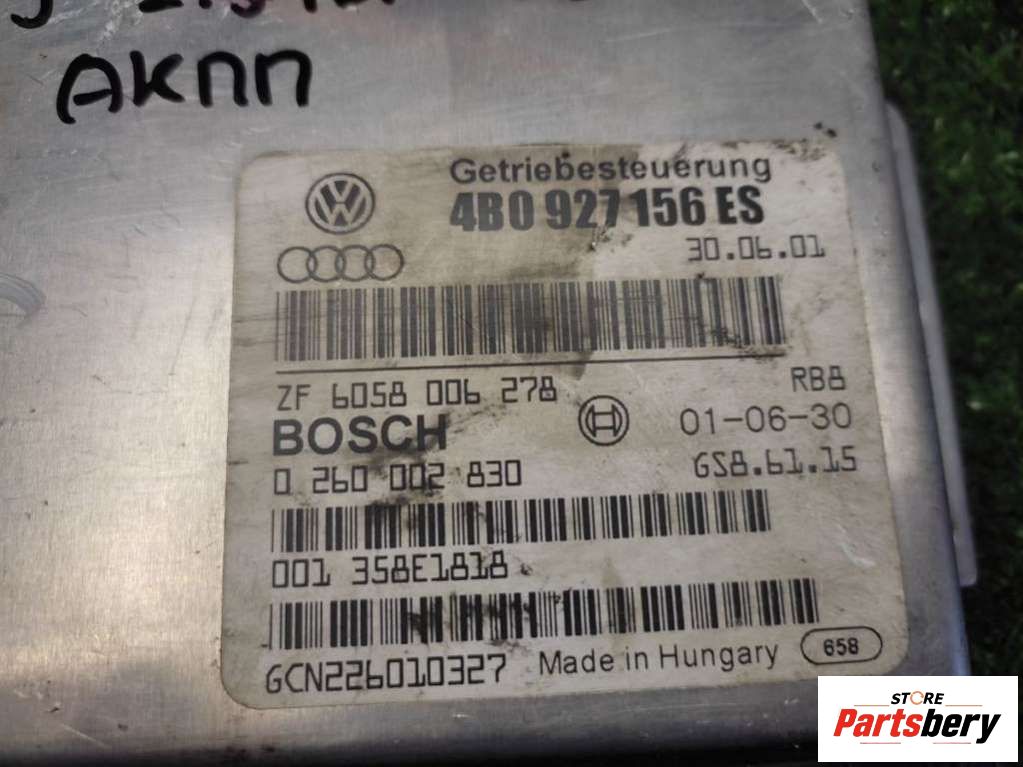 АКПП
Getriebesteuerung
4B0 927 156 ES
30.06.01
ZF 6058 006 278
RB8
BOSCH
01-06-30
0 260 002 830
GS8.61.15
001 358E1818
GCN226010327
Made in Hungary
658
STORE
Partsbery